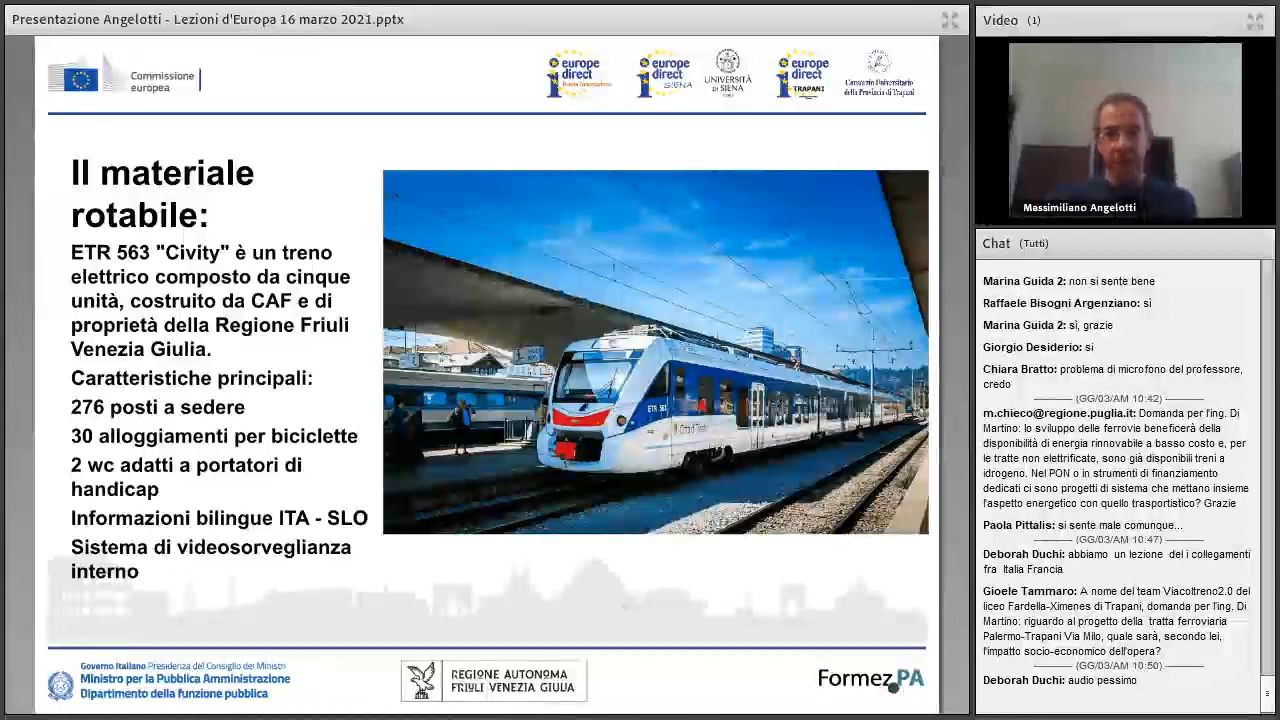 Presentazione Angelotti - Lezioni d'Europa 16 marzo 2021.pptx
Commissione
europea
europe
direct
europe
direct
SIENA
UNIVERSITÀ
DI SIENA
europe
direct
TRAPANI
Consorzio Universitario
della Provincia di Trapani
Il materiale
rotabile:
ETR 563 "Civity" è un treno
elettrico composto da cinque
unità, costruito da CAF e di
proprietà della Regione Friuli
Venezia Giulia.
Caratteristiche principali:
276 posti a sedere
30 alloggiamenti per biciclette
2 wc adatti a portatori di
handicap
Informazioni bilingue ITA - SLO
Sistema di videosorveglianza
interno
ETR 563
Governo Italiano Presidenza del Consiglio dei Ministri
Ministro per la Pubblica Amministrazione
Dipartimento della funzione pubblica
REGIONE AUTONOMA
FRIULI VENEZIA GIULIA
Formez PA
Video (1)
Massimiliano Angelotti
Chat (Tutti)
Marina Guida 2: non si sente bene
Raffaele Bisogni Argenziano: si
Marina Guida 2: sì, grazie
Giorgio Desiderio: si
Chiara Bratto: problema di microfono del professore,
credo
(GG/03/AM 10:42)
m.chieco@regione.puglia.it: Domanda per l'ing. Di
Martino: lo sviluppo delle ferrovie beneficerà della
disponibilità di energia rinnovabile a basso costo e, per
le tratte non elettrificate, sono già disponibili treni a
idrogeno. Nel PON o in strumenti di finanziamento
dedicati ci sono progetti di sistema che mettano insieme
l'aspetto energetico con quello trasportistico? Grazie
Paola Pittalis: si sente male comunque...
(GG/03/AM 10:47)
Deborah Duchi: abbiamo un lezione del i collegamenti
fra Italia Francia
Gioele Tammaro: A nome del team Viacoltreno2.0 del
liceo Fardella-Ximenes di Trapani, domanda per l'ing. Di
Martino: riguardo al progetto della tratta ferroviaria
Palermo-Trapani Via Milo, quale sarà, secondo lei,
l'impatto socio-economico dell'opera?
(GG/03/AM 10:50)
Deborah Duchi: audio pessimo